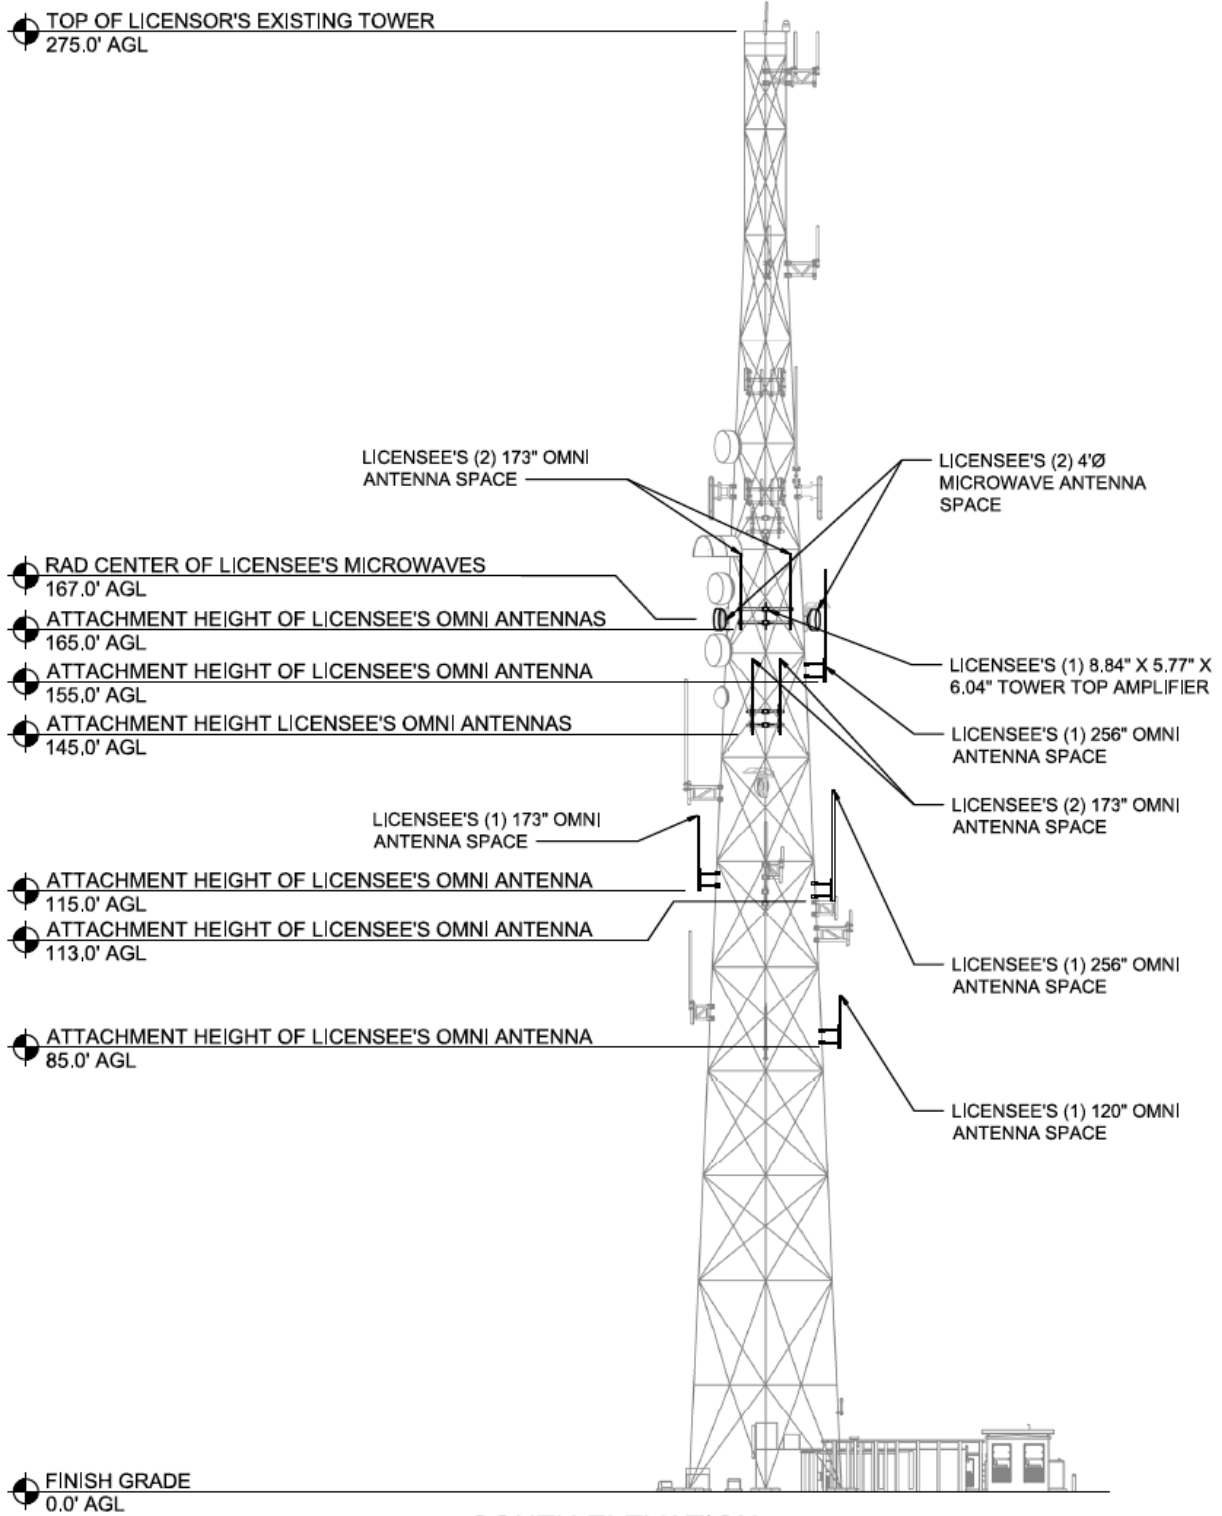 TOP OF LICENSOR'S EXISTING TOWER
275.0' AGL
LICENSEE'S (2) 173" OMNI
ANTENNA SPACE
LICENSEE'S (2) 4'Ø
MICROWAVE ANTENNA
SPACE
RAD CENTER OF LICENSEE'S MICROWAVES
167.0' AGL
ATTACHMENT HEIGHT OF LICENSEE'S OMNI ANTENNAS
165.0' AGL
ATTACHMENT HEIGHT OF LICENSEE'S OMNI ANTENNA
155.0' AGL
ATTACHMENT HEIGHT LICENSEE'S OMNI ANTENNAS
145.0' AGL
LICENSEE'S (1) 8.84" X 5.77" X
6.04" TOWER TOP AMPLIFIER
LICENSEE'S (1) 256" OMNI
ANTENNA SPACE
LICENSEE'S (2) 173" OMNI
ANTENNA SPACE
LICENSEE'S (1) 173" OMNI
ANTENNA SPACE
ATTACHMENT HEIGHT OF LICENSEE'S OMNI ANTENNA
115.0' AGL
ATTACHMENT HEIGHT OF LICENSEE'S OMNI ANTENNA
113.0' AGL
LICENSEE'S (1) 256" OMNI
ANTENNA SPACE
ATTACHMENT HEIGHT OF LICENSEE'S OMNI ANTENNA
85.0' AGL
LICENSEE'S (1) 120" OMNI
ANTENNA SPACE
FINISH GRADE
0.0' AGL